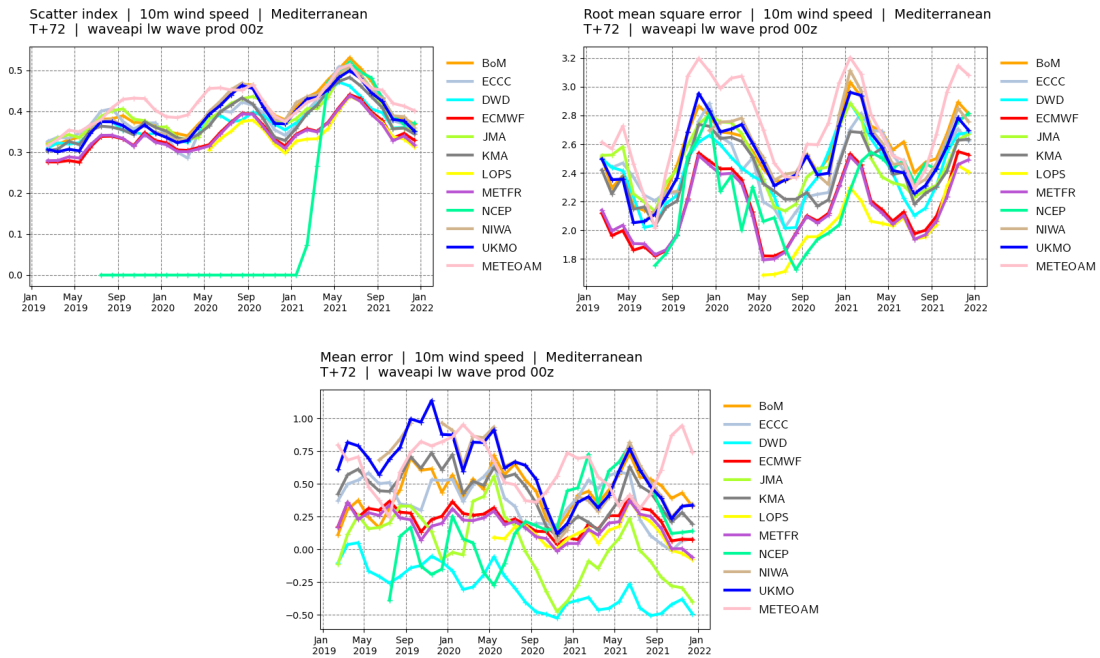 Scatter index | 10m wind speed | Mediterranean
T+72 | waveapi lw wave prod 00z
0.5
0.4
0.3
0.2
0.1
0.0
Jan May Sep Jan May Sep Jan May Sep Jan
2019 2019 2019 2020 2020 2020 2021 2021 2021 2022
BoM
ECCC
DWD
ECMWF
JMA
KMA
LOPS
METFR
NCEP
NIWA
UKMO
METEOAM
Root mean square error | 10m wind speed | Mediterranean
T+72 | waveapi lw wave prod 00z
3.2
3.0
2.8
2.6
2.4
2.2
2.0
1.8
Jan May Sep Jan May Sep Jan May Sep Jan
2019 2019 2019 2020 2020 2020 2021 2021 2021 2022
BoM
ECCC
DWD
ECMWF
JMA
KMA
LOPS
METFR
NCEP
NIWA
UKMO
METEOAM
Mean error | 10m wind speed | Mediterranean
T+72 | waveapi lw wave prod 00z
1.00
0.75
0.50
0.25
0.00
−0.25
−0.50
Jan May Sep Jan May Sep Jan May Sep Jan
2019 2019 2019 2020 2020 2020 2021 2021 2021 2022
BoM
ECCC
DWD
ECMWF
JMA
KMA
LOPS
METFR
NCEP
NIWA
UKMO
METEOAM